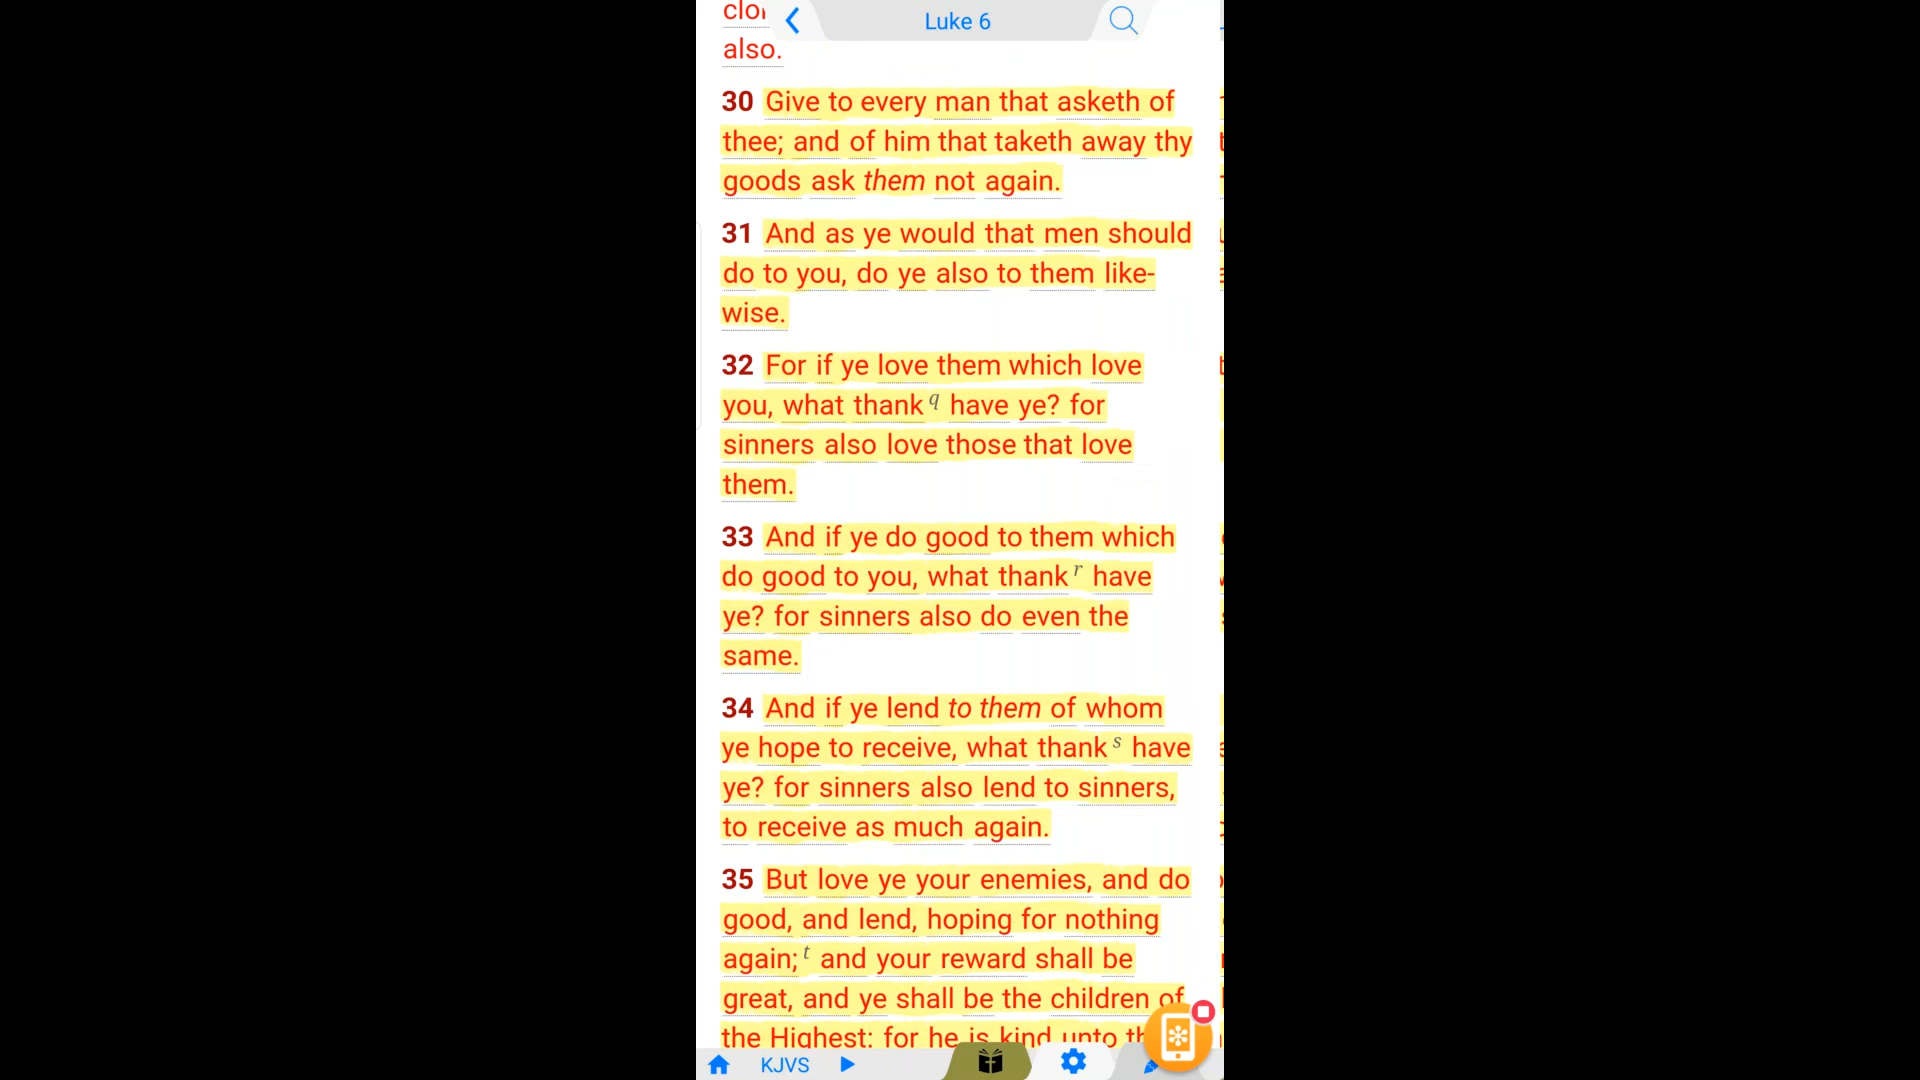 Luke 6
also.
30 Give to every man that asketh of
thee; and of him that taketh away thy
goods ask them not again.
31 And as ye would that men should
do to you, do ye also to them like-
wise.
32 For if ye love them which love
you, what thank q have ye? for
sinners also love those that love
them.
33 And if ye do good to them which
do good to you, what thank r have
ye? for sinners also do even the
same.
34 And if ye lend to them of whom
ye hope to receive, what thank s have
ye? for sinners also lend to sinners,
to receive as much again.
35 But love ye your enemies, and do
good, and lend, hoping for nothing
again; t and your reward shall be
great, and ye shall be the children of
the Highest: for he is kind unto
KJVS